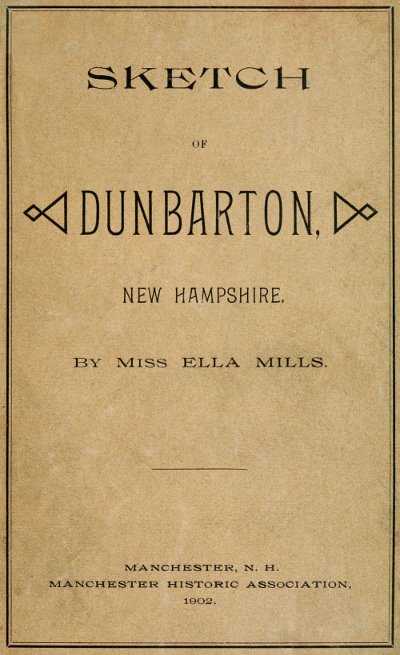 SKETCH
OF
DUNBARTON,
NEW HAMPSHIRE.
BY MISS ELLA MILLS.
MANCHESTER, N. H.
MANCHESTER HISTORIC ASSOCIATION.
1902.